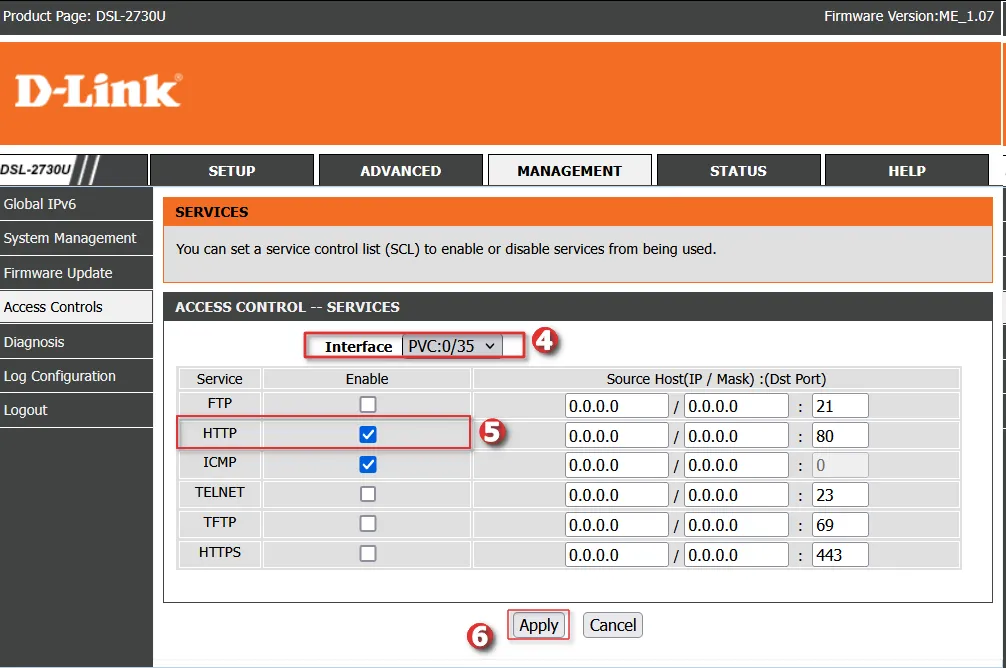 Product Page: DSL-2730U Firmware Version:ME_1.07
D-Link®
DSL-2730U SETUP ADVANCED MANAGEMENT STATUS HELP
Global IPv6
System Management
Firmware Update
Access Controls
Diagnosis
Log Configuration
Logout
SERVICES
You can set a service control list (SCL) to enable or disable services from being used.
ACCESS CONTROL -- SERVICES
Interface PVC:0/35 4
Service Enable Source Host(IP / Mask) :(Dst Port)
FTP 0.0.0.0 / 0.0.0.0 : 21
HTTP 5 0.0.0.0 / 0.0.0.0 : 80
ICMP 0.0.0.0 / 0.0.0.0 : 0
TELNET 0.0.0.0 / 0.0.0.0 : 23
TFTP 0.0.0.0 / 0.0.0.0 : 69
HTTPS 0.0.0.0 / 0.0.0.0 : 443
6 Apply Cancel